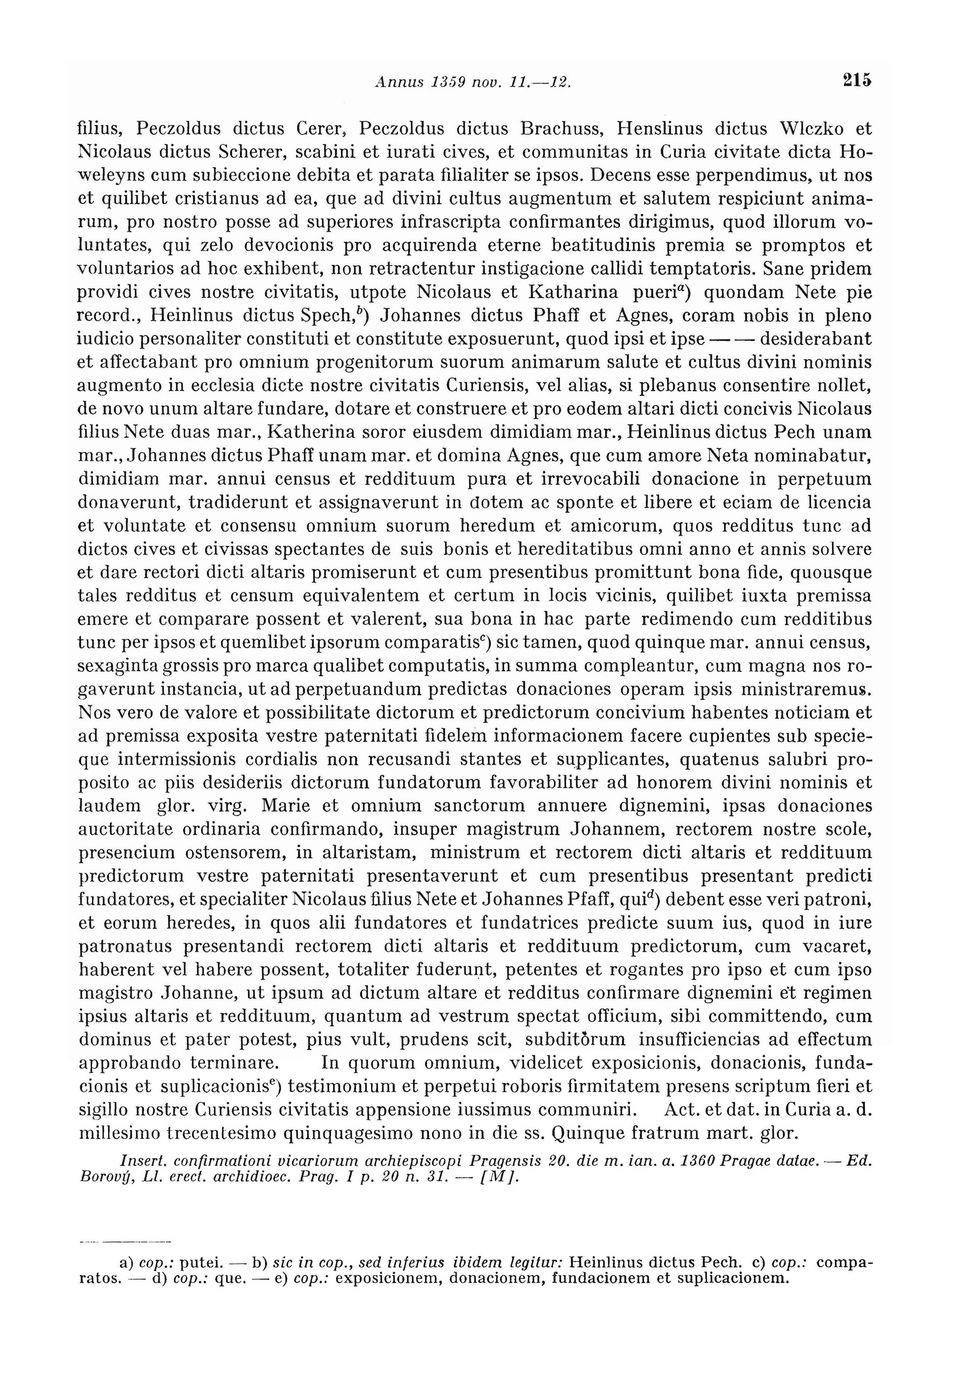 Annus 1359 nov. 11.—12. 215
filius, Peczoldus dictus Cerer, Peczoldus dictus Brachuss, Henslinus dictus Wlczko et
Nicolaus dictus Scherer, scabini et iurati cives, et communitas in Curia civitate dicta Ho-
weleyns cum subieccione debita et parata filialiter se ipsos. Decens esse perpendimus, ut nos
et quilibet cristianus ad ea, que ad divini cultus augmentum et salutem respiciunt anima-
rum, pro nostro posse ad superiores infrascripta confirmantes dirigimus, quod illorum vo-
luntates, qui zelo devocionis pro acquirenda eterne beatitudinis premia se promptos et
voluntarios ad hoc exhibent, non retractentur instigacione callidi temptatoris. Sane pridem
providi cives nostre civitatis, utpote Nicolaus et Katharina pueri a) quondam Nete pie
record., Heinlinus dictus Spech, b) Johannes dictus Phaff et Agnes, coram nobis in pleno
iudicio personaliter constituti et constitute exposuerunt, quod ipsi et ipse — — desiderabant
et affectabant pro omnium progenitorum suorum animarum salute et cultus divini nominis
augmento in ecclesia dicte nostre civitatis Curiensis, vel alias, si plebanus consentire nollet,
de novo unum altare fundare, dotare et construere et pro eodem altari dicti concivis Nicolaus
filius Nete duas mar., Katherina soror eiusdem dimidiam mar., Heinlinus dictus Pech unam
mar., Johannes dictus Phaff unam mar. et domina Agnes, que cum amore Neta nominabatur,
dimidiam mar. annui census et reddituum pura et irrevocabili donacione in perpetuum
donaverunt, tradiderunt et assignaverunt in dotem ac sponte et libere et eciam de licencia
et voluntate et consensu omnium suorum heredum et amicorum, quos redditus tunc ad
dictos cives et civissas spectantes de suis bonis et hereditatibus omni anno et annis solvere
et dare rectori dicti altaris promiserunt et cum presentibus promittunt bona fide, quousque
tales redditus et censum equivalentem et certum in locis vicinis, quilibet iuxta premissa
emere et comparare possent et valerent, sua bona in hac parte redimendo cum redditibus
tunc per ipsos et quemlibet ipsorum comparatis c) sic tamen, quod quinque mar. annui census,
sexaginta grossis pro marca qualibet computatis, in summa compleantur, cum magna nos ro-
gaverunt instancia, ut ad perpetuandum predictas donaciones operam ipsis ministraremus.
Nos vero de valore et possibilitate dictorum et predictorum concivium habentes noticiam et
ad premissa exposita vestre paternitati fidelem informacionem facere cupientes sub specie-
que intermissionis cordialis non recusandi stantes et supplicantes, quatenus salubri pro-
posito ac piis desideriis dictorum fundatorum favorabiliter ad honorem divini nominis et
laudem glor. virg. Marie et omnium sanctorum annuere dignemini, ipsas donaciones
auctoritate ordinaria confirmando, insuper magistrum Johannem, rectorem nostre scole,
presencium ostensorem, in altaristam, ministrum et rectorem dicti altaris et reddituum
predictorum vestre paternitati presentaverunt et cum presentibus presentant predicti
fundatores, et specialiter Nicolaus filius Nete et Johannes Pfaff, qui d) debent esse veri patroni,
et eorum heredes, in quos alii fundatores et fundatrices predicte suum ius, quod in iure
patronatus presentandi rectorem dicti altaris et reddituum predictorum, cum vacaret,
haberent vel habere possent, totaliter fuderunt, petentes et rogantes pro ipso et cum ipso
magistro Johanne, ut ipsum ad dictum altare et redditus confirmare dignemini et regimen
ipsius altaris et reddituum, quantum ad vestrum spectat officium, sibi committendo, cum
dominus et pater potest, pius vult, prudens scit, subditorum insufficiencias ad effectum
approbando terminare. In quorum omnium, videlicet exposicionis, donacionis, funda-
cionis et suplicacionis e) testimonium et perpetui roboris firmitatem presens scriptum fieri et
sigillo nostre Curiensis civitatis appensione iussimus communiri. Act. et dat. in Curia a. d.
millesimo trecentesimo quinquagesimo nono in die ss. Quinque fratrum mart. glor.
Insert. confirmationi vicariorum archiepiscopi Pragensis 20. die m. ian. a. 1360 Pragae datae. — Ed.
Borový, Ll. erect. archidioec. Prag. I p. 20 n. 31. — [M].
a) cop.: putei. — b) sic in cop., sed inferius ibidem legitur: Heinlinus dictus Pech. c) cop.: compa-
ratos. — d) cop.: que. — e) cop.: exposicionem, donacionem, fundacionem et suplicacionem.